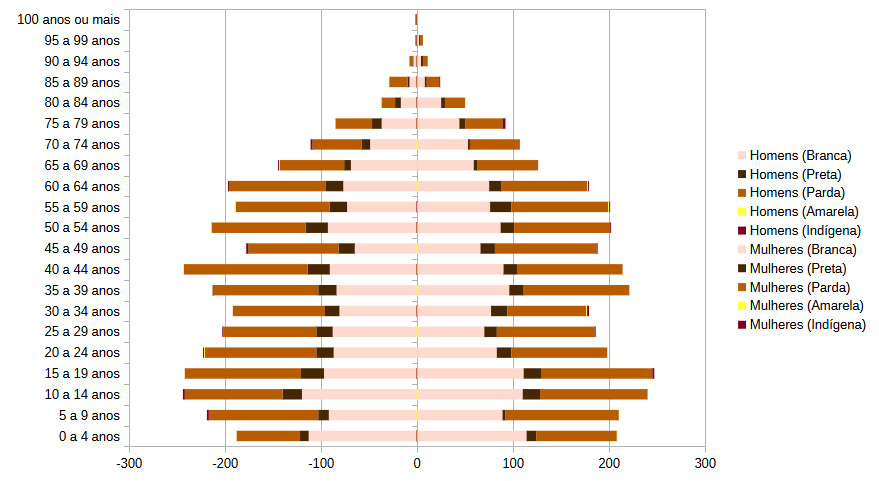 100 anos ou mais
95 a 99 anos
90 a 94 anos
85 a 89 anos
80 a 84 anos
75 a 79 anos
70 a 74 anos
65 a 69 anos
60 a 64 anos
55 a 59 anos
50 a 54 anos
45 a 49 anos
40 a 44 anos
35 a 39 anos
30 a 34 anos
25 a 29 anos
20 a 24 anos
15 a 19 anos
10 a 14 anos
5 a 9 anos
0 a 4 anos
-300 -200 -100 0 100 200 300
Homens (Branca)
Homens (Preta)
Homens (Parda)
Homens (Amarela)
Homens (Indígena)
Mulheres (Branca)
Mulheres (Preta)
Mulheres (Parda)
Mulheres (Amarela)
Mulheres (Indígena)